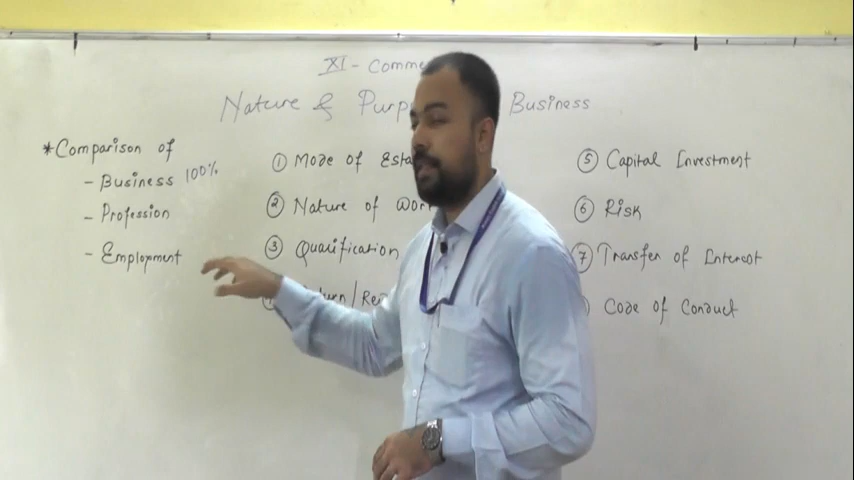 XI - Comme
Nature & Purp Business
* Comparison of
- Business 100%
- Profession
- Employment
① Mode of Esta
② Nature of Wor
③ Qualification
⑤ Capital Investment
⑥ Risk
⑦ Transfer of Interest
Code of Conduct